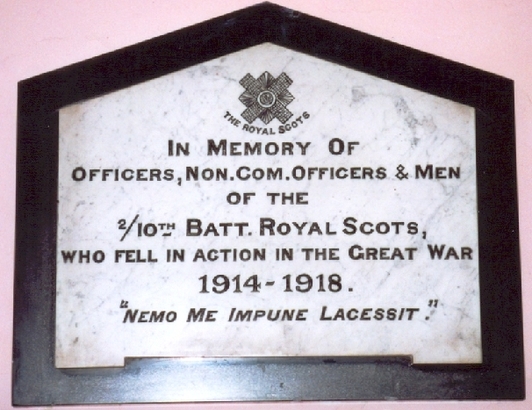 THE ROYAL SCOTS
IN MEMORY OF
OFFICERS, NON.COM.OFFICERS & MEN
OF THE
2/10TH BATT. ROYAL SCOTS,
WHO FELL IN ACTION IN THE GREAT WAR
1914-1918.
"NEMO ME IMPUNE LACESSIT."